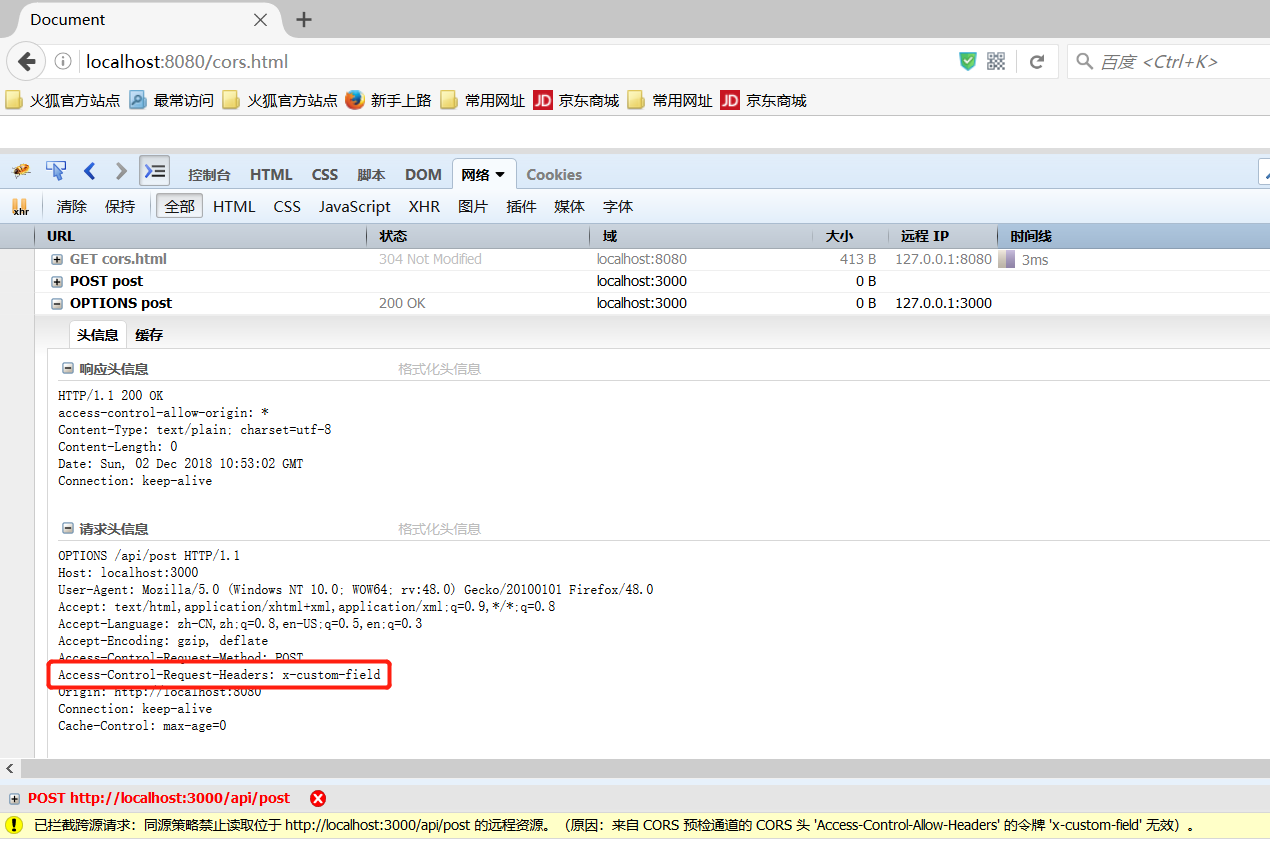 Document
localhost:8080/cors.html
百度 <Ctrl+K>
火狐官方站点 最常访问 火狐官方站点 新手上路 常用网址 JD 京东商城 常用网址 JD 京东商城
控制台 HTML CSS 脚本 DOM 网络 Cookies
xhr 清除 保持 全部 HTML CSS JavaScript XHR 图片 插件 媒体 字体
URL 状态 域 大小 远程 IP 时间线
GET cors.html 304 Not Modified localhost:8080 413 B 127.0.0.1:8080 3ms
POST post localhost:3000 0 B
OPTIONS post 200 OK localhost:3000 0 B 127.0.0.1:3000
头信息 缓存
响应头信息 格式化头信息
HTTP/1.1 200 OK
access-control-allow-origin: *
Content-Type: text/plain; charset=utf-8
Content-Length: 0
Date: Sun, 02 Dec 2018 10:53:02 GMT
Connection: keep-alive
请求头信息 格式化头信息
OPTIONS /api/post HTTP/1.1
Host: localhost:3000
User-Agent: Mozilla/5.0 (Windows NT 10.0; WOW64; rv:48.0) Gecko/20100101 Firefox/48.0
Accept: text/html,application/xhtml+xml,application/xml;q=0.9,*/*;q=0.8
Accept-Language: zh-CN,zh;q=0.8,en-US;q=0.5,en;q=0.3
Accept-Encoding: gzip, deflate
Access-Control-Request-Method: POST
Access-Control-Request-Headers: x-custom-field
Origin: http://localhost:8080
Connection: keep-alive
Cache-Control: max-age=0
POST http://localhost:3000/api/post
已拦截跨源请求：同源策略禁止读取位于 http://localhost:3000/api/post 的远程资源。（原因：来自 CORS 预检通道的 CORS 头 'Access-Control-Allow-Headers' 的令牌 'x-custom-field' 无效）。